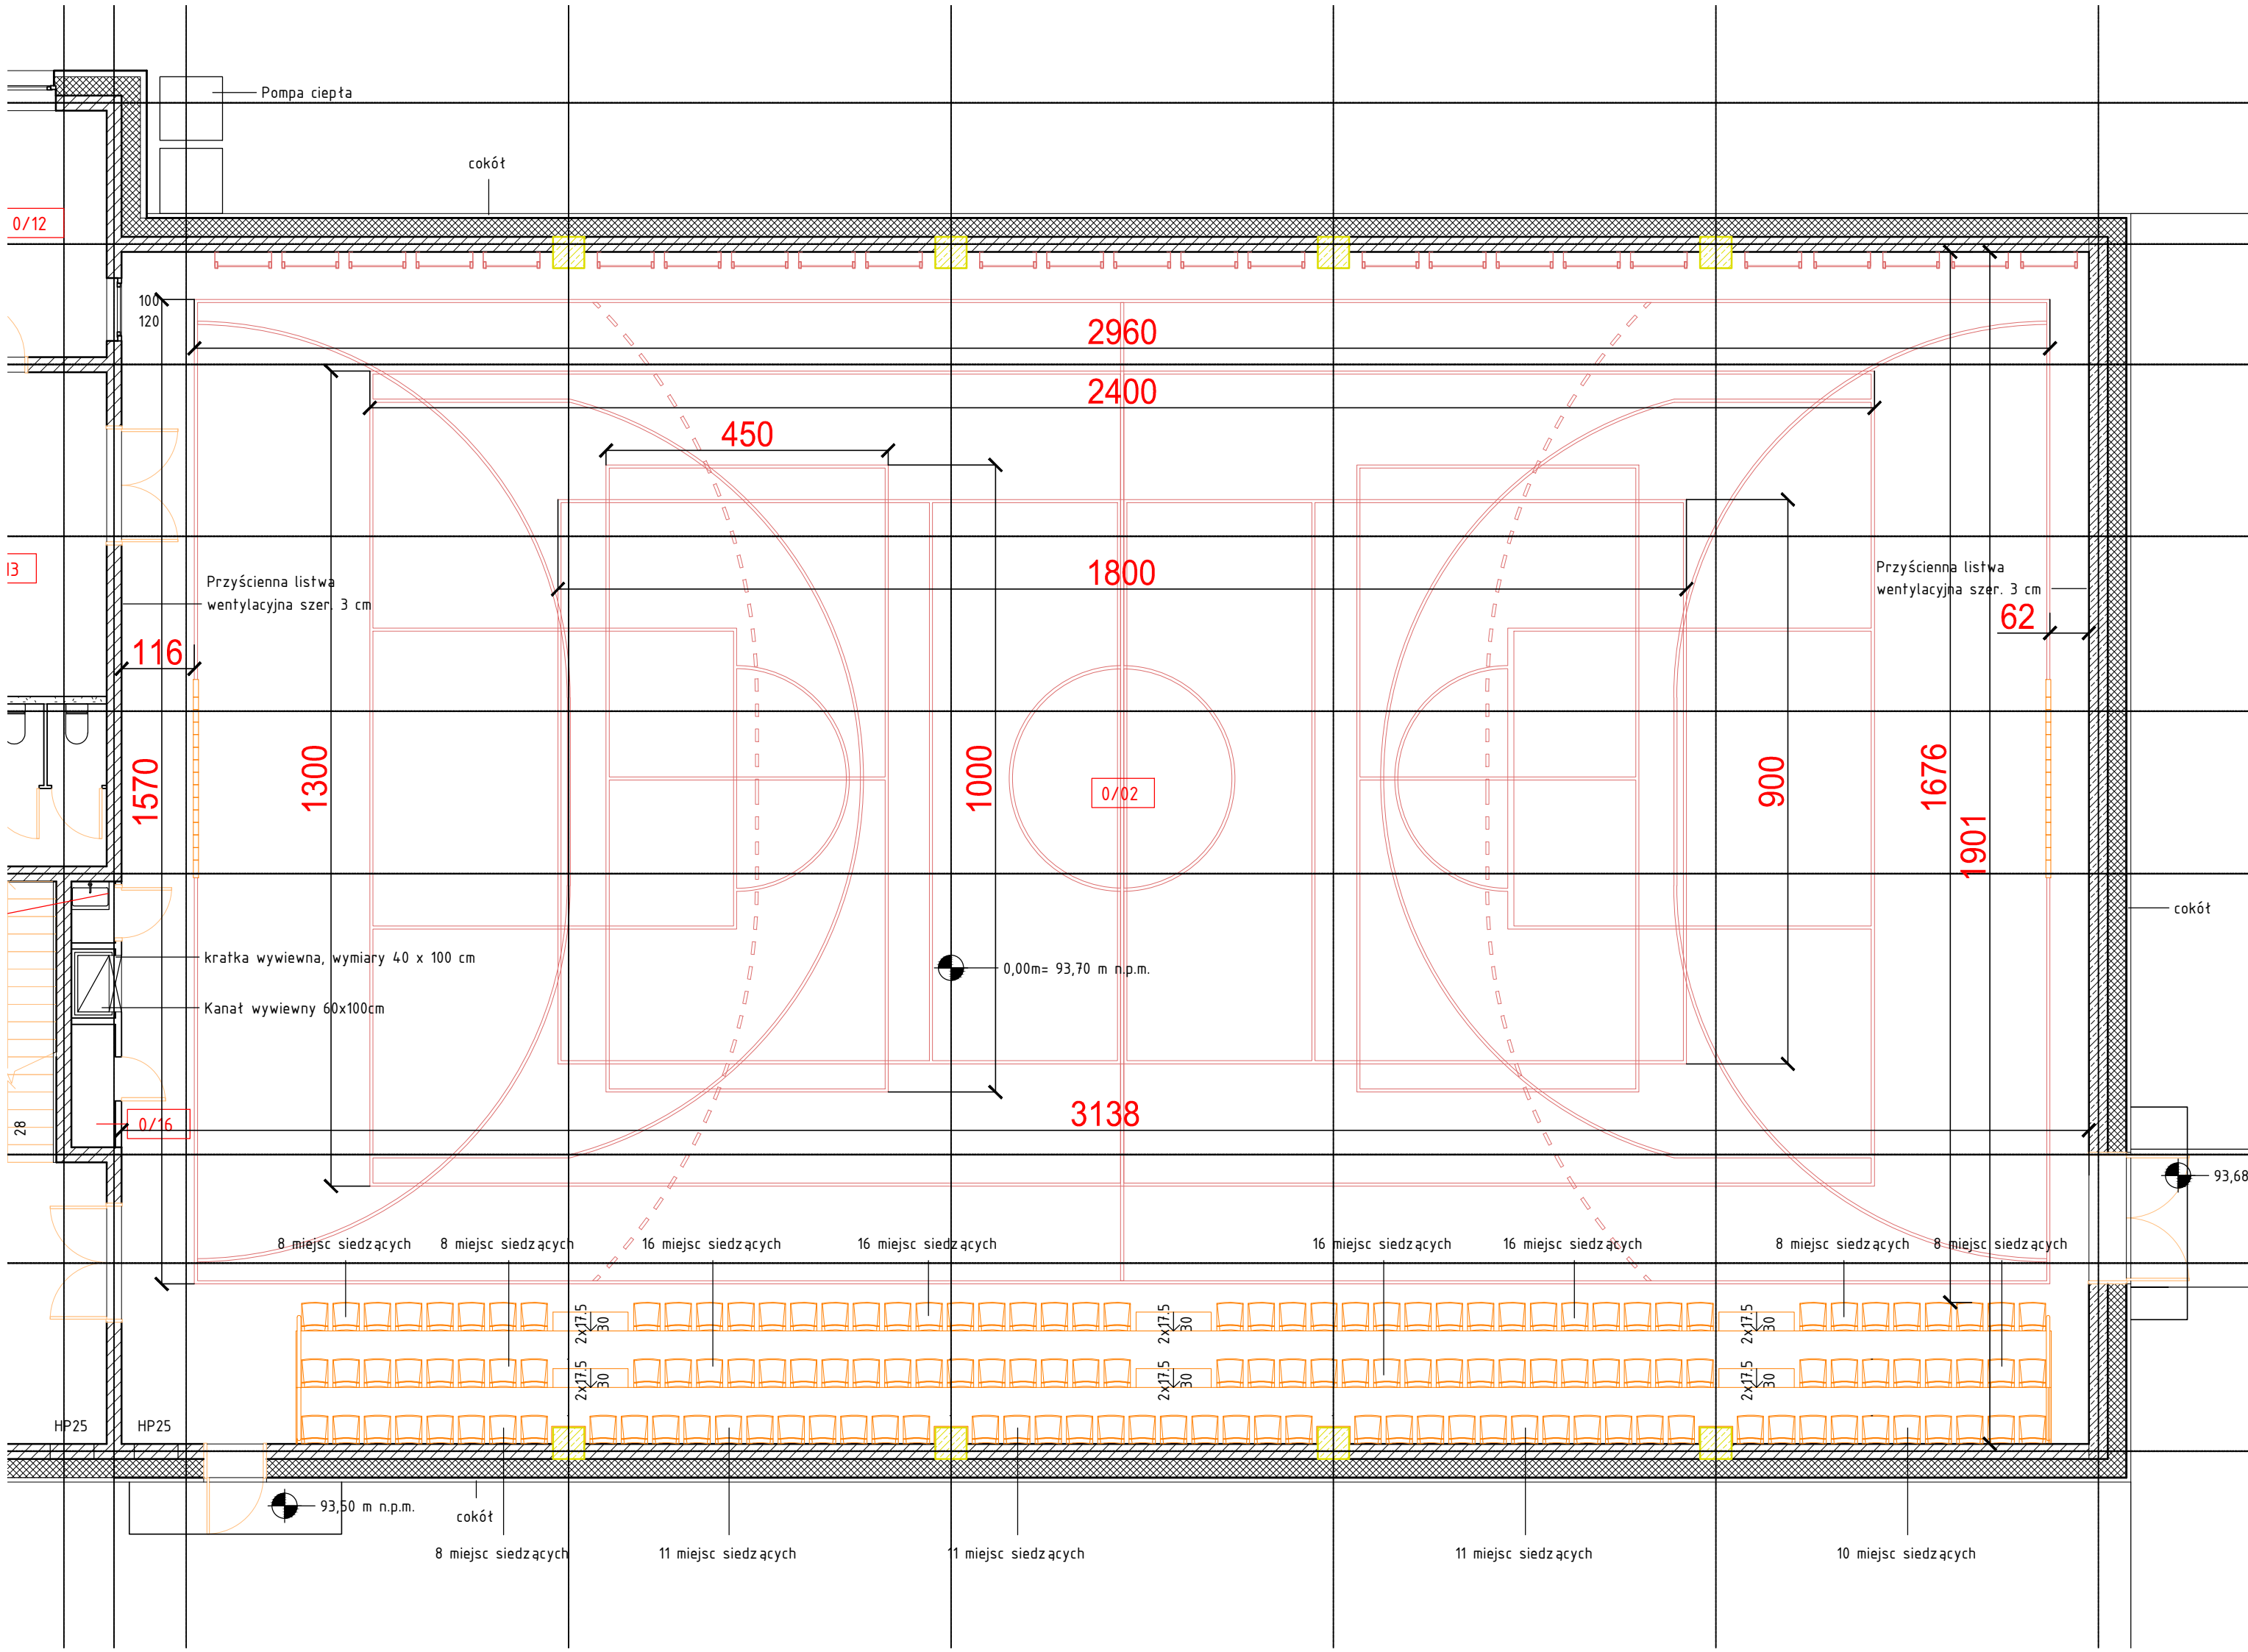 Pompa ciepła
cokół
0/12
100
120
2960
2400
450
1800
Przyścienna listwa
wentylacyjna szer. 3 cm
Przyścienna listwa
wentylacyjna szer. 3 cm
13
116
62
1570
1300
1000
900
1676
1901
0/02
cokół
kratka wywiewna, wymiary 40 x 100 cm
0,00m= 93,70 m n.p.m.
Kanał wywiewny 60x100cm
28
0/16
3138
93,68
8 miejsc siedzących
8 miejsc siedzących
16 miejsc siedzących
16 miejsc siedzących
16 miejsc siedzących
16 miejsc siedzących
8 miejsc siedzących
8 miejsc siedzących
2x17.5
30
2x17.5
30
2x17.5
30
2x17.5
30
2x17.5
30
2x17.5
30
HP25
HP25
93,50 m n.p.m.
cokół
8 miejsc siedzących
11 miejsc siedzących
11 miejsc siedzących
11 miejsc siedzących
10 miejsc siedzących